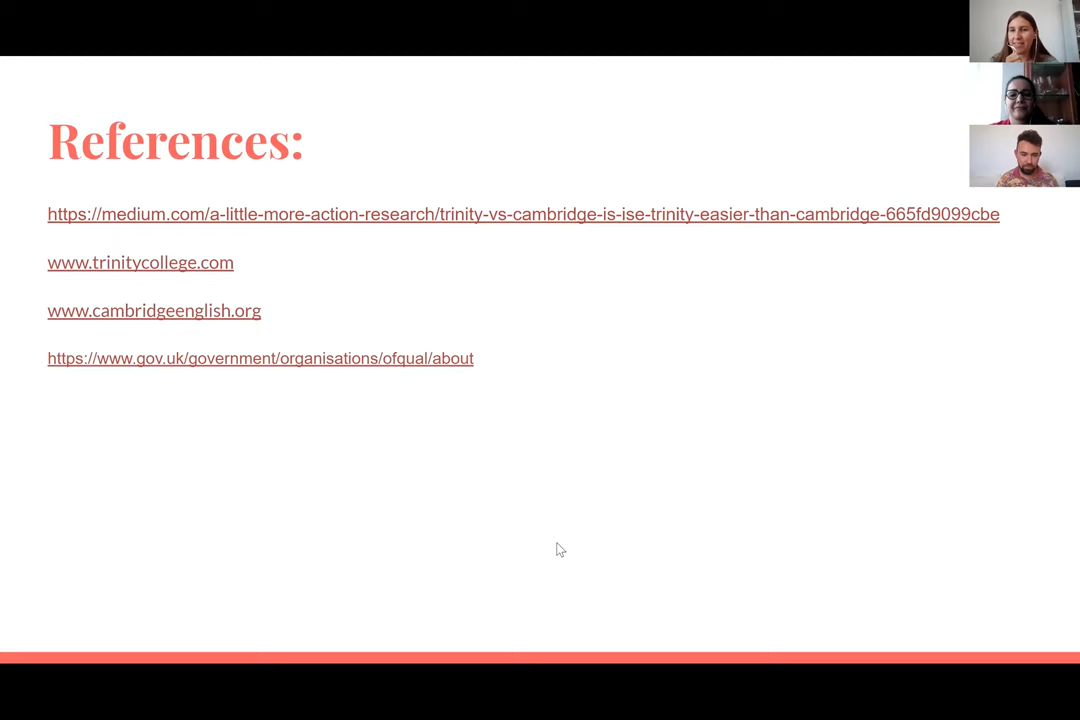 References:
https://medium.com/a-little-more-action-research/trinity-vs-cambridge-is-ise-trinity-easier-than-cambridge-665fd9099cbe
www.trinitycollege.com
www.cambridgeenglish.org
https://www.gov.uk/government/organisations/ofqual/about